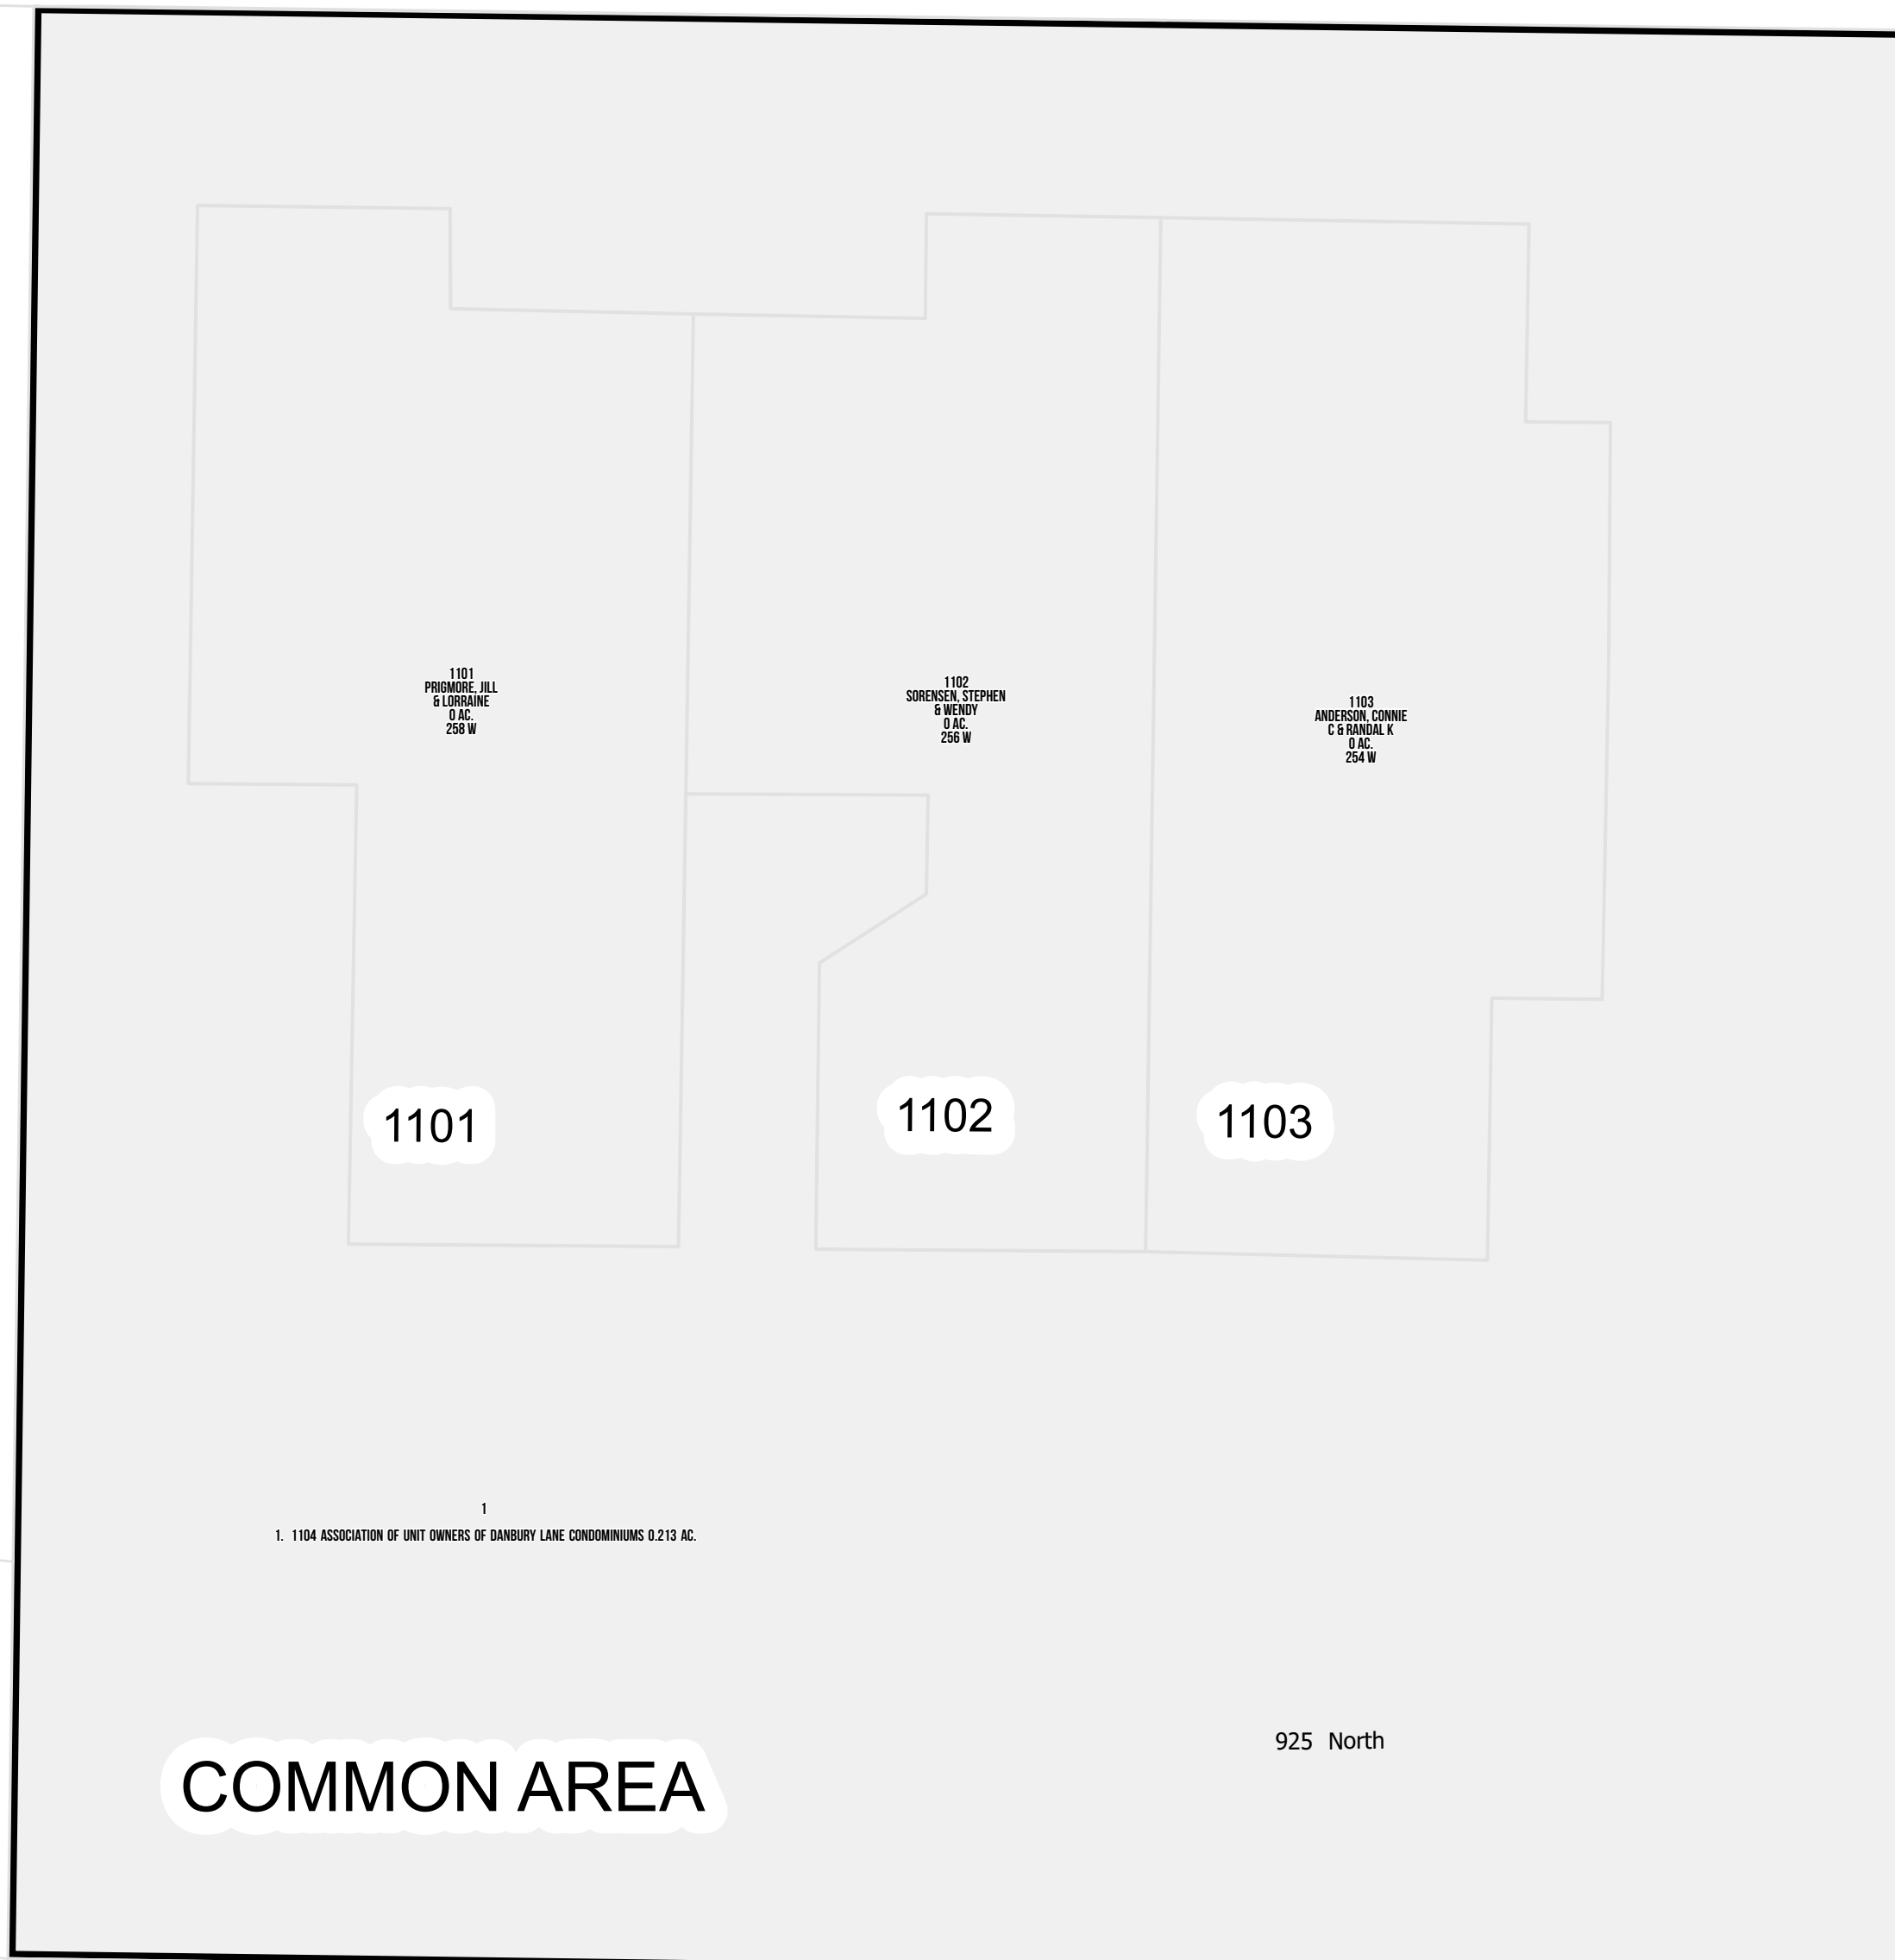 1101
PRIGMORE, JILL
& LORRAINE
0 AC.
258 W
1102
SORENSEN, STEPHEN
& WENDY
0 AC.
256 W
1103
ANDERSON, CONNIE
C & RANDAL K
0 AC.
254 W
1101
1102
1103
1
1. 1104 ASSOCIATION OF UNIT OWNERS OF DANBURY LANE CONDOMINIUMS 0.213 AC.
925 North
COMMON AREA